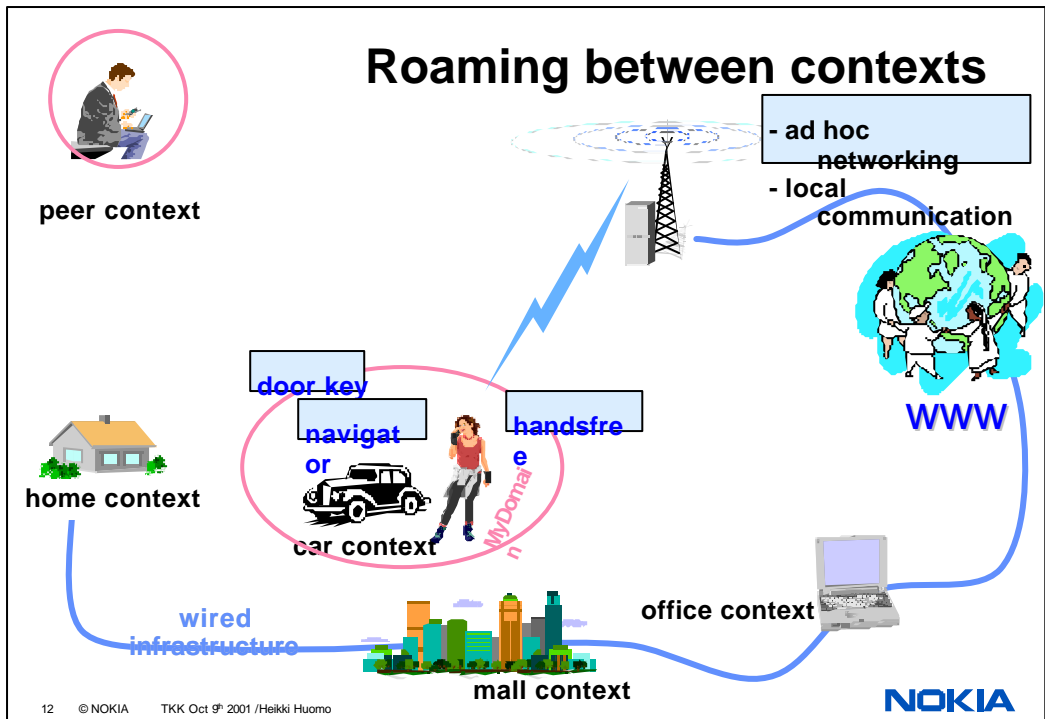 Roaming between contexts
- ad hoc
networking
- local
communication
peer context
door key
navigat
or
handsfre
e
WWW
home context
MyDomai
n
car context
office context
wired
infrastructure
mall context
12 © NOKIA TKK Oct 9th 2001 /Heikki Huomo
NOKIA